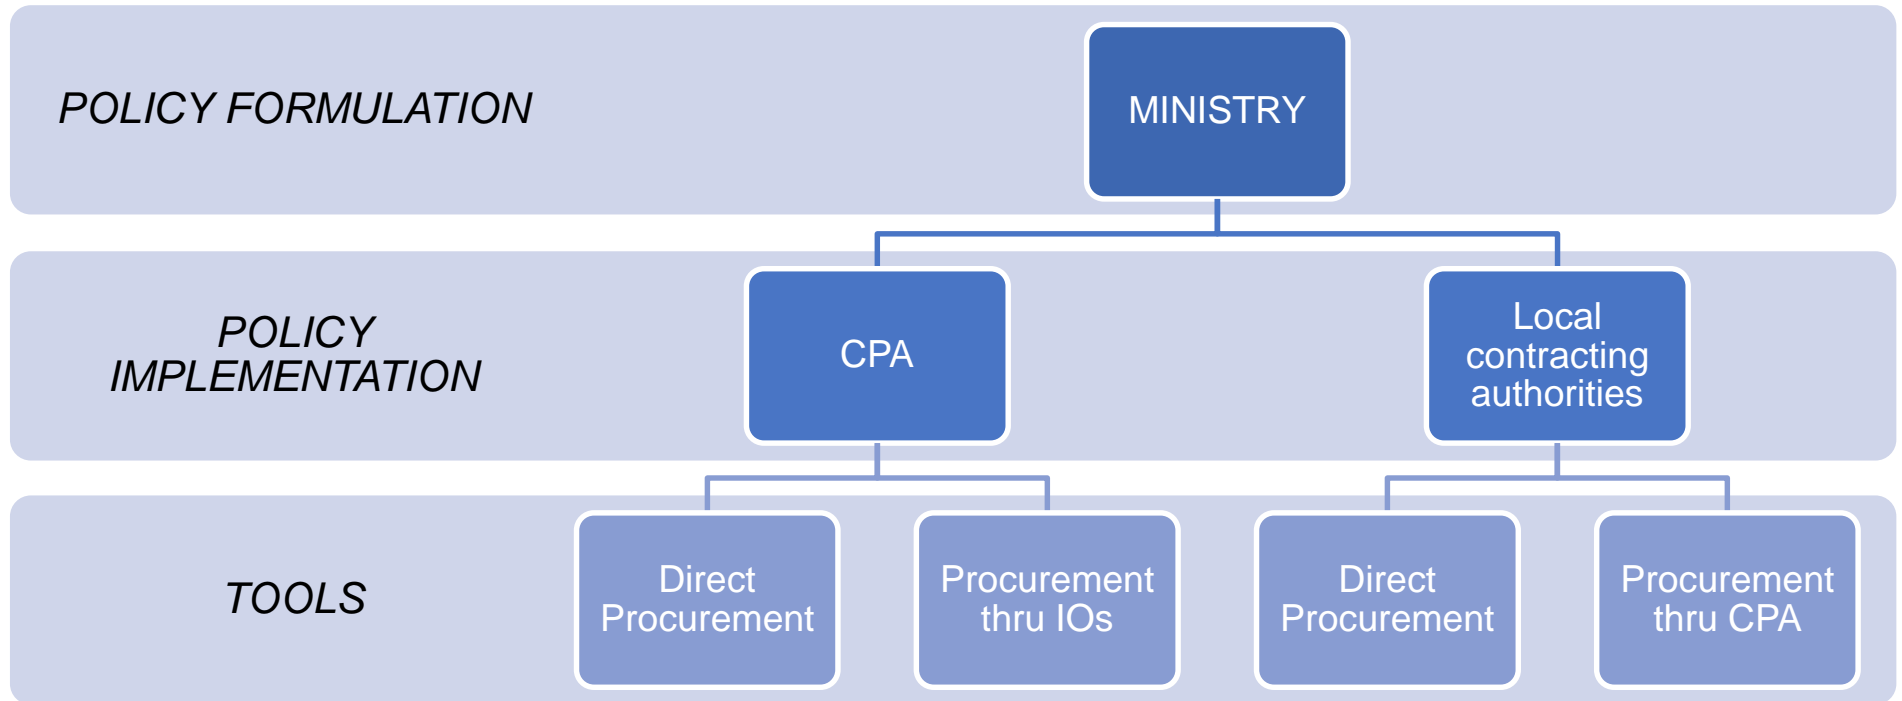 POLICY FORMULATION
MINISTRY
POLICY
IMPLEMENTATION
CPA
Local
contracting
authorities
TOOLS
Direct
Procurement
Procurement
thru IOs
Direct
Procurement
Procurement
thru CPA